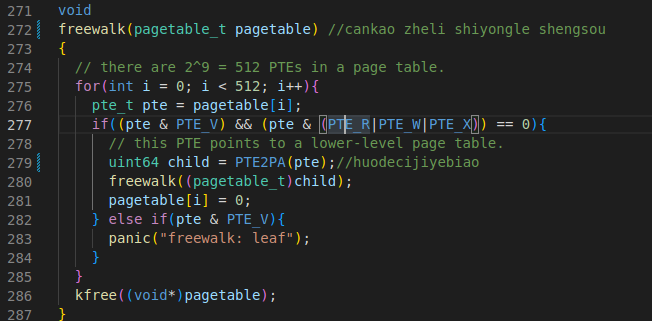 271 void
272 freewalk(pagetable_t pagetable) //cankao zheli shiyongle shengsou
273 {
274   // there are 2^9 = 512 PTEs in a page table.
275   for(int i = 0; i < 512; i++){
276     pte_t pte = pagetable[i];
277     if((pte & PTE_V) && (pte & (PTE_R|PTE_W|PTE_X)) == 0){
278       // this PTE points to a lower-level page table.
279       uint64 child = PTE2PA(pte);//huodecijiyebiao
280       freewalk((pagetable_t)child);
281       pagetable[i] = 0;
282     } else if(pte & PTE_V){
283       panic("freewalk: leaf");
284     }
285   }
286   kfree((void*)pagetable);
287 }